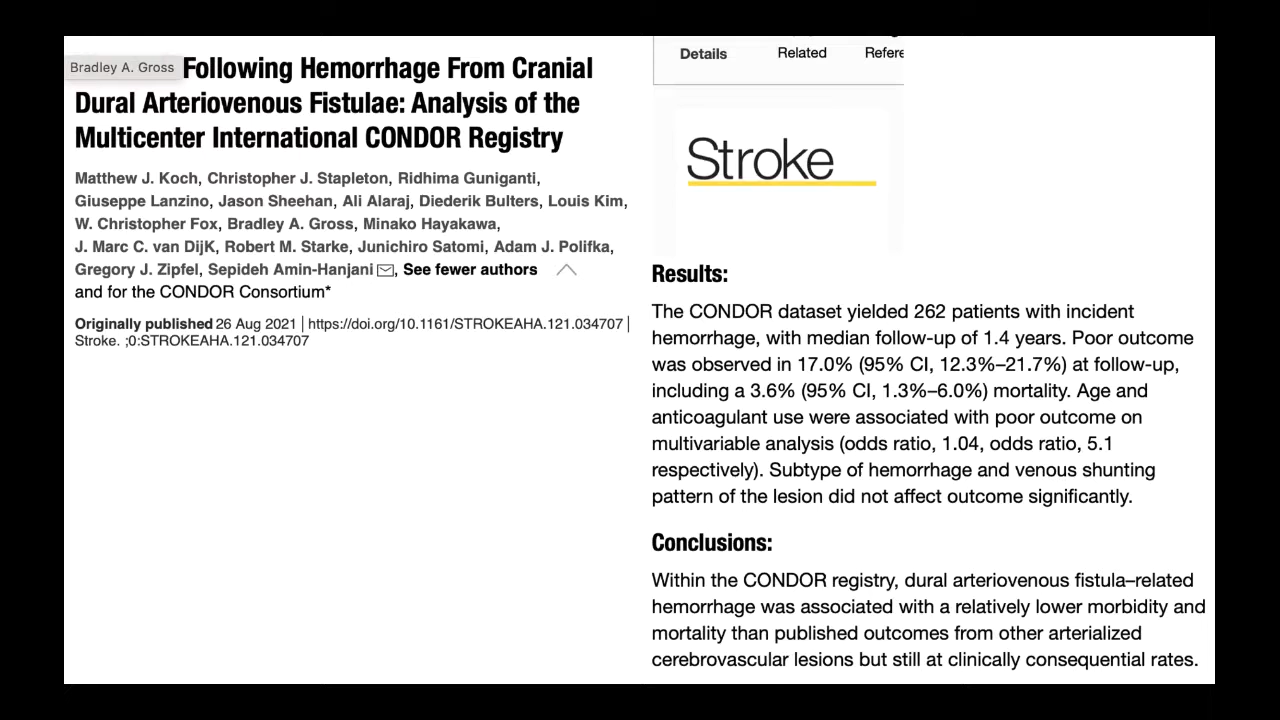 Bradley A. Gross Following Hemorrhage From Cranial
Dural Arteriovenous Fistulae: Analysis of the
Multicenter International CONDOR Registry
Matthew J. Koch, Christopher J. Stapleton, Ridhima Guniganti,
Giuseppe Lanzino, Jason Sheehan, Ali Alaraj, Diederik Bulters, Louis Kim,
W. Christopher Fox, Bradley A. Gross, Minako Hayakawa,
J. Marc C. van DijK, Robert M. Starke, Junichiro Satomi, Adam J. Polifka,
Gregory J. Zipfel, Sepideh Amin-Hanjani, See fewer authors
and for the CONDOR Consortium*
Originally published 26 Aug 2021 | https://doi.org/10.1161/STROKEAHA.121.034707 |
Stroke. ;0:STROKEAHA.121.034707
Details Related Refere
Stroke
Results:
The CONDOR dataset yielded 262 patients with incident
hemorrhage, with median follow-up of 1.4 years. Poor outcome
was observed in 17.0% (95% CI, 12.3%–21.7%) at follow-up,
including a 3.6% (95% CI, 1.3%–6.0%) mortality. Age and
anticoagulant use were associated with poor outcome on
multivariable analysis (odds ratio, 1.04, odds ratio, 5.1
respectively). Subtype of hemorrhage and venous shunting
pattern of the lesion did not affect outcome significantly.
Conclusions:
Within the CONDOR registry, dural arteriovenous fistula–related
hemorrhage was associated with a relatively lower morbidity and
mortality than published outcomes from other arterialized
cerebrovascular lesions but still at clinically consequential rates.